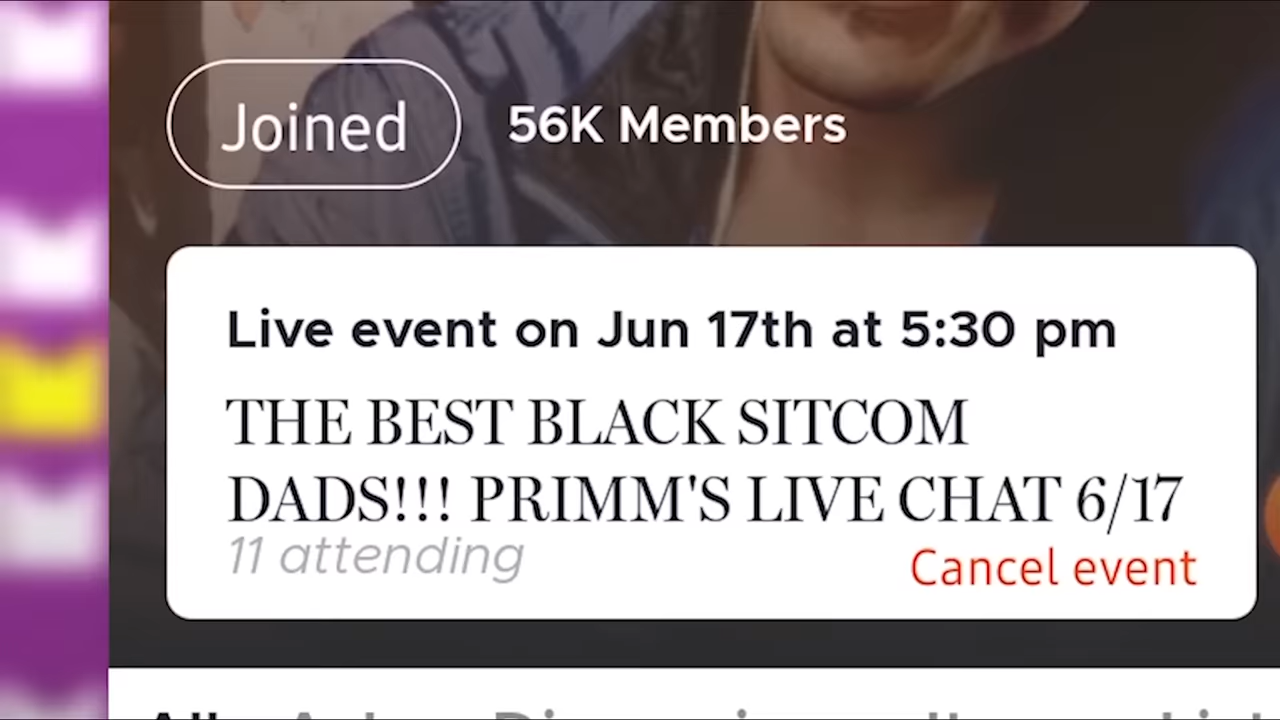 Joined
56K Members
Live event on Jun 17th at 5:30 pm
THE BEST BLACK SITCOM
DADS!!! PRIMM'S LIVE CHAT 6/17
11 attending
Cancel event